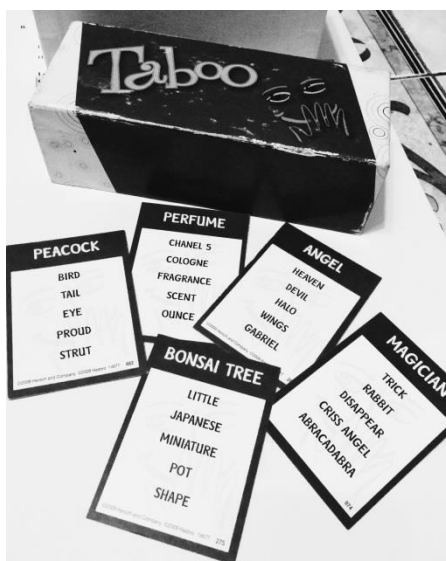 Taboo
PERFUME
CHANEL 5
COLOGNE
FRAGRANCE
SCENT
OUNCE
ANGEL
HEAVEN
DEVIL
HALO
WINGS
GABRIEL
PEACOCK
BIRD
TAIL
EYE
PROUD
STRUT
BONSAI TREE
LITTLE
JAPANESE
MINIATURE
POT
SHAPE
275
MAGICIAN
TRICK
RABBIT
DISAPPEAR
CRISS ANGEL
ABRACADABRA